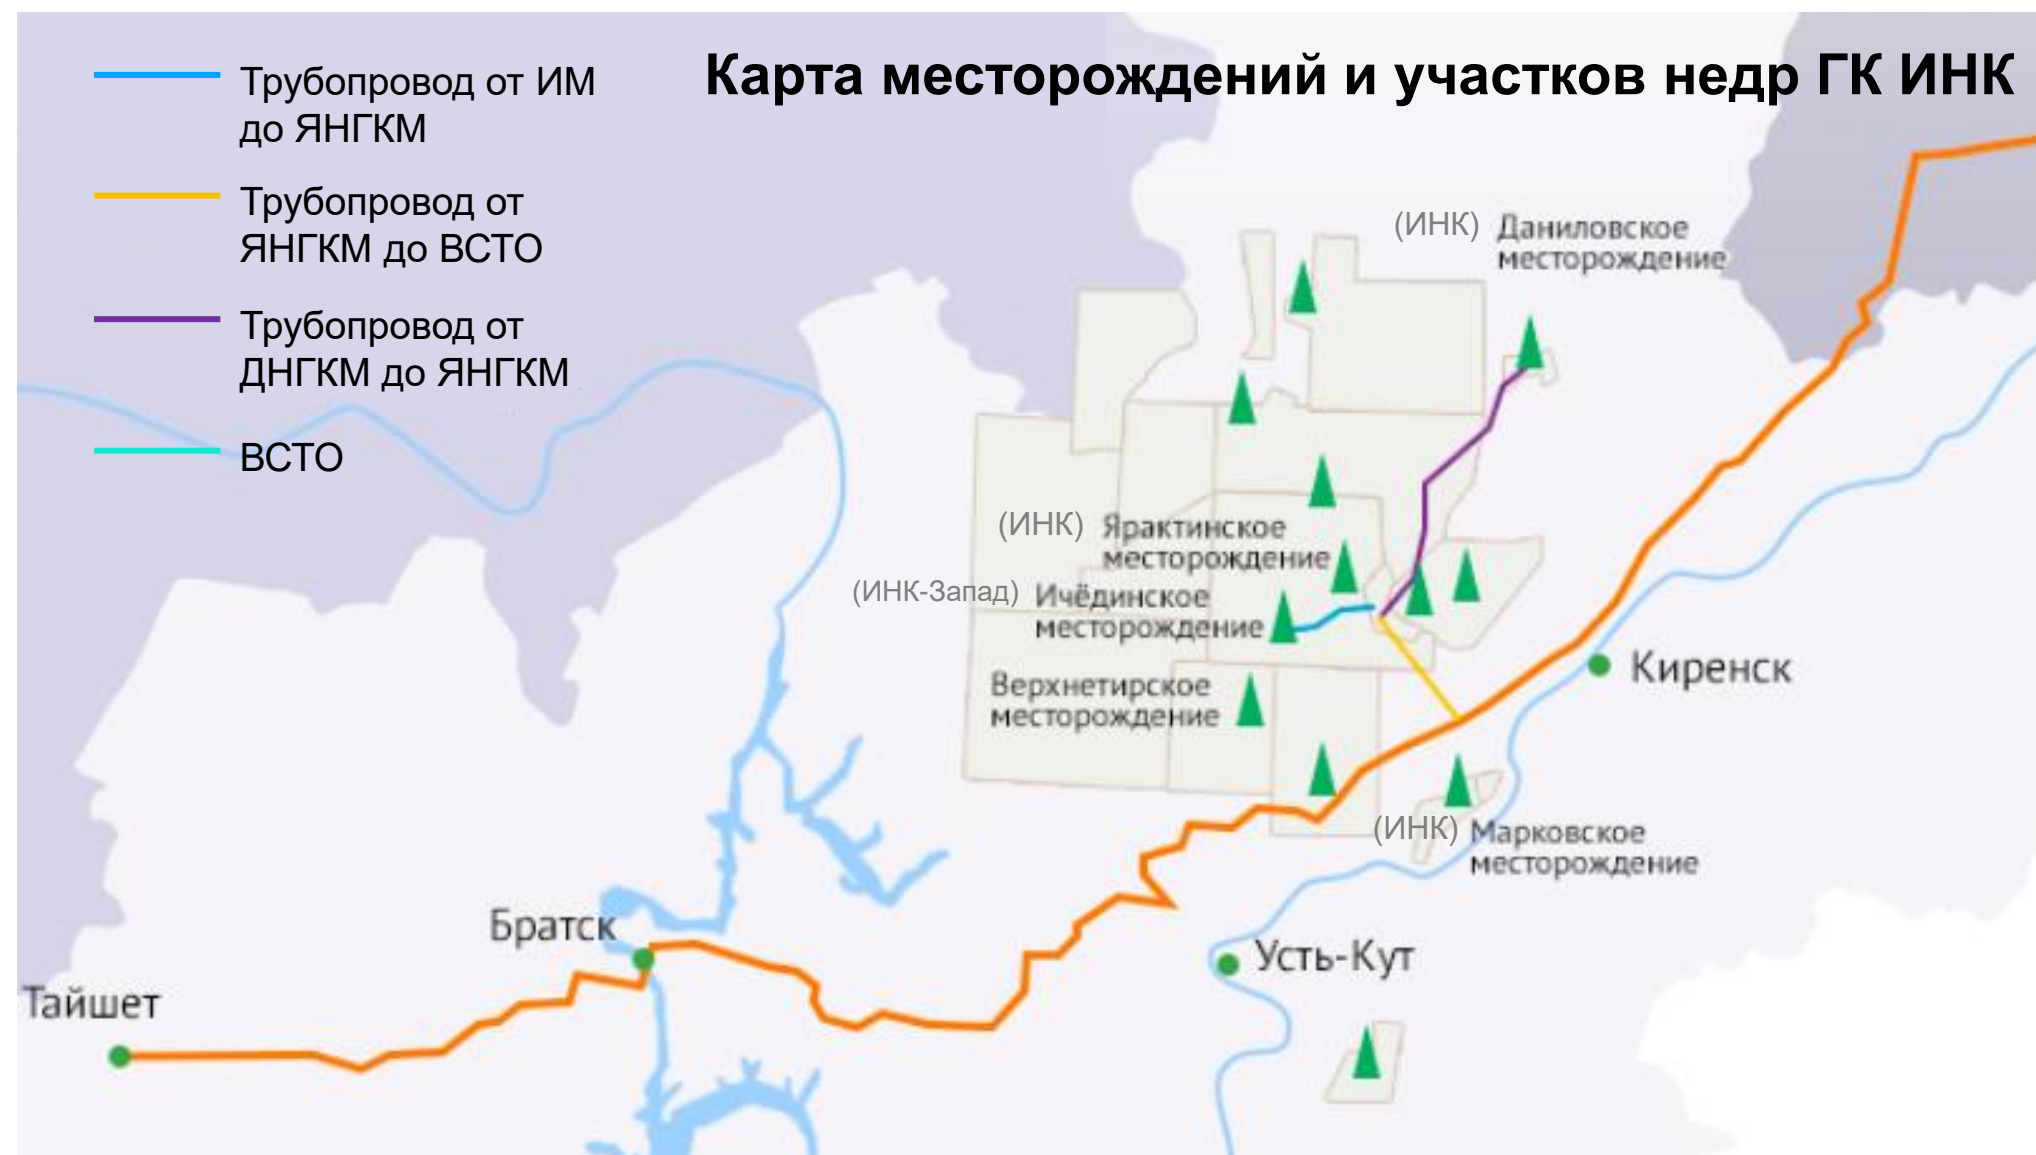 Карта месторождений и участков недр ГК ИНК
Трубопровод от ИМ
до ЯНГКМ
Трубопровод от
ЯНГКМ до ВСТО
Трубопровод от
ДНГКМ до ЯНГКМ
ВСТО
(ИНК) Даниловское
месторождение
(ИНК) Ярактинское
месторождение
(ИНК-Запад) Ичёдинское
месторождение
Верхнетирское
месторождение
Киренск
(ИНК) Марковское
месторождение
Братск
Усть-Кут
Тайшет